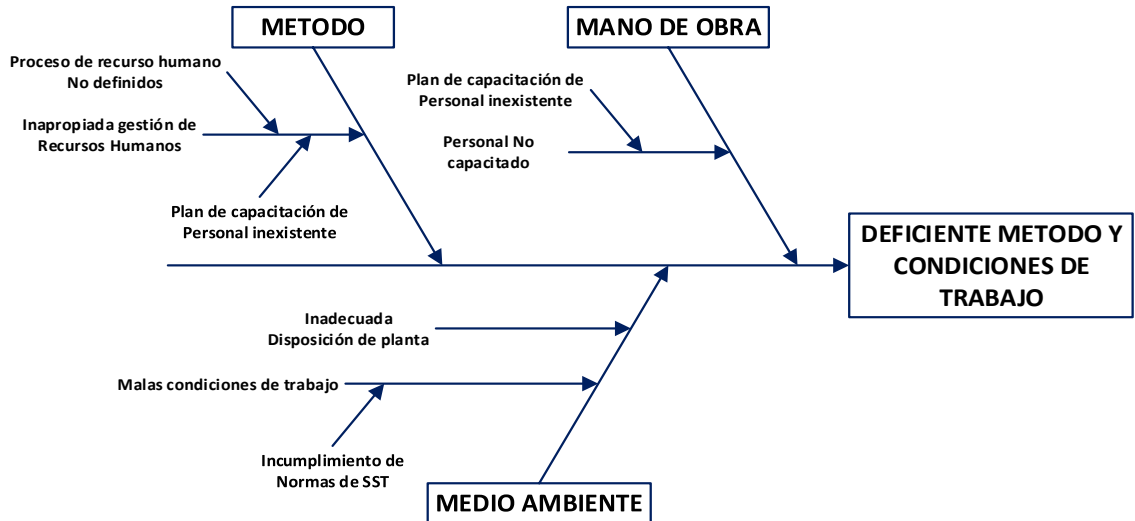 METODO
MANO DE OBRA
Proceso de recurso humano
No definidos
Plan de capacitación de
Personal inexistente
Inapropiada gestión de
Recursos Humanos
Personal No
capacitado
Plan de capacitación de
Personal inexistente
DEFICIENTE METODO Y
CONDICIONES DE
TRABAJO
Inadecuada
Disposición de planta
Malas condiciones de trabajo
Incumplimiento de
Normas de SST
MEDIO AMBIENTE